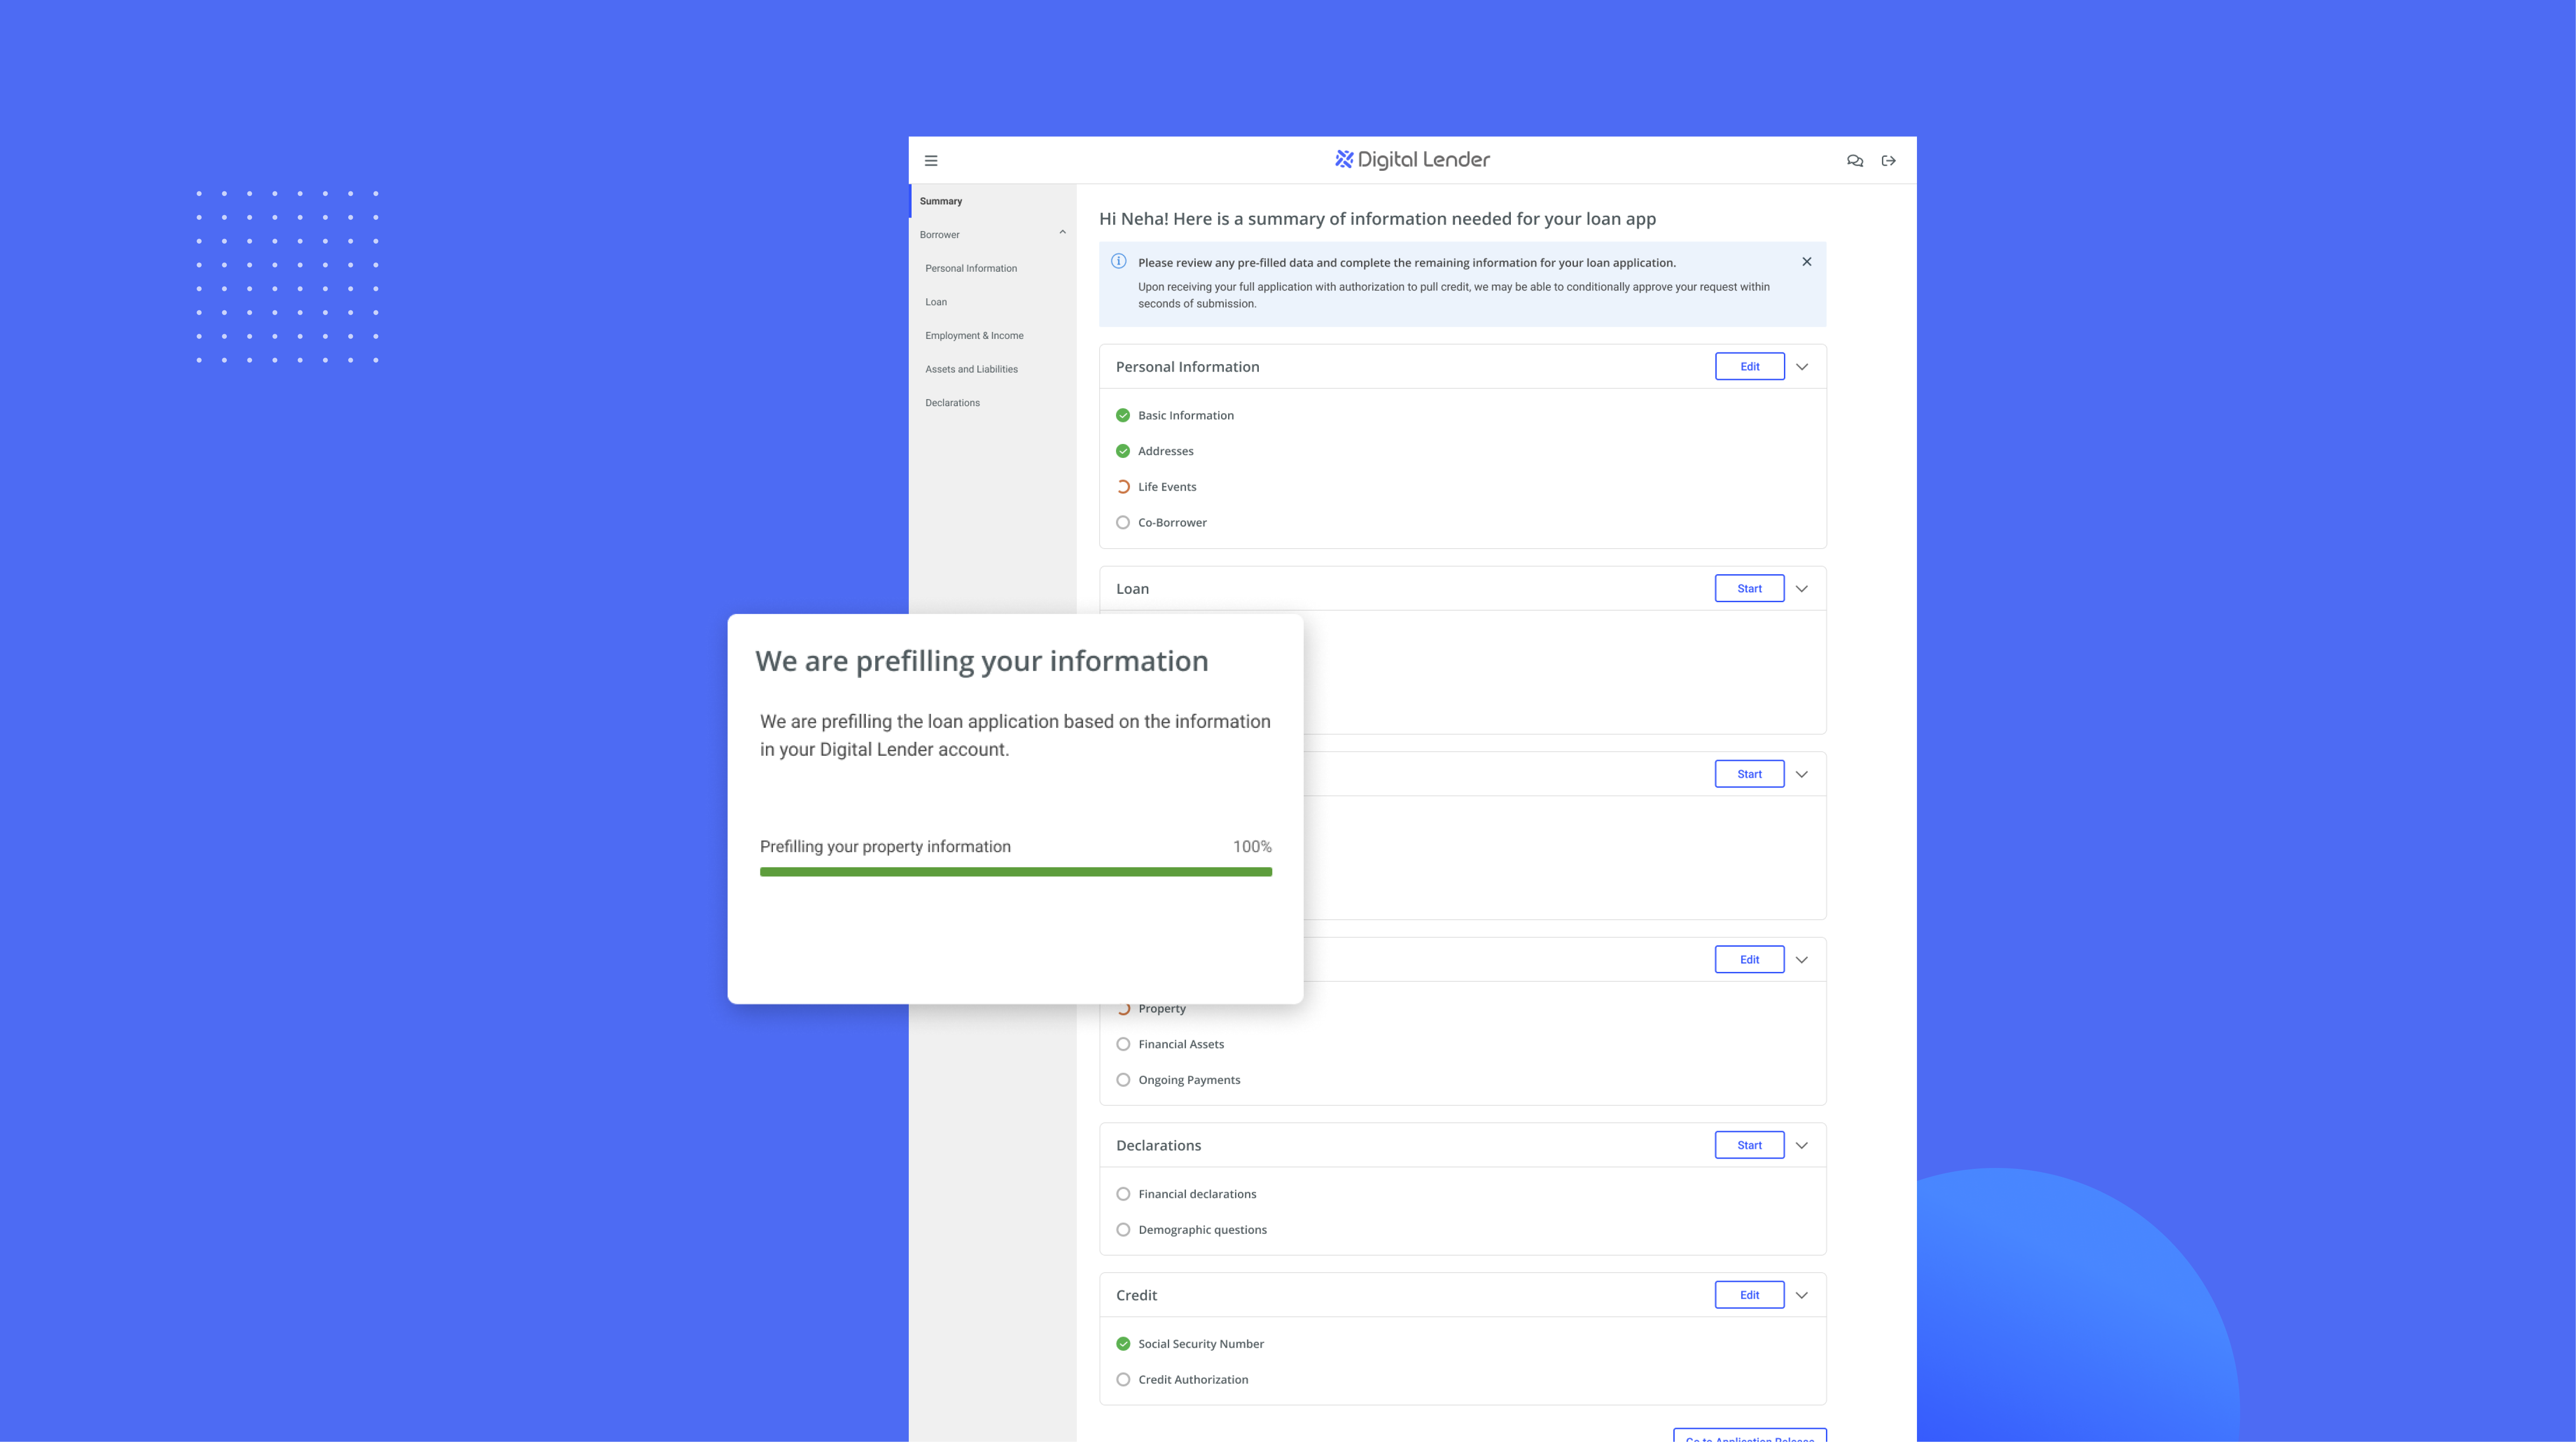 Digital Lender
Summary
Borrower
Personal Information
Loan
Employment & Income
Assets and Liabilities
Declarations
Hi Neha! Here is a summary of information needed for your loan app
Please review any pre-filled data and complete the remaining information for your loan application.
Upon receiving your full application with authorization to pull credit, we may be able to conditionally approve your request within
seconds of submission.
Personal Information
Edit
Basic Information
Addresses
Life Events
Co-Borrower
Loan
Start
We are prefilling your information
We are prefilling the loan application based on the information
in your Digital Lender account.
Prefilling your property information 100%
Start
Edit
Property
Financial Assets
Ongoing Payments
Declarations
Start
Financial declarations
Demographic questions
Credit
Edit
Social Security Number
Credit Authorization
Go to Application Release